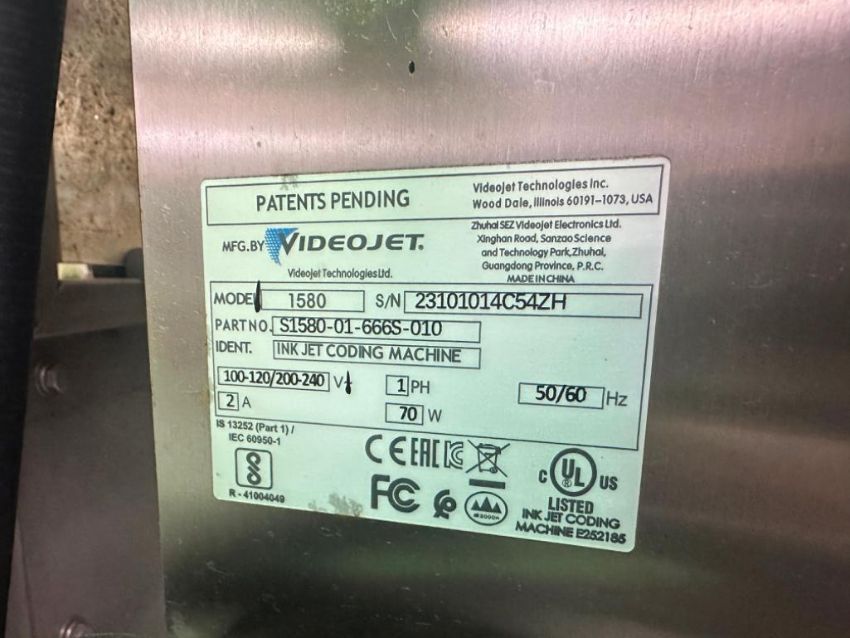 PATENTS PENDING
Videojet Technologies Inc.
Wood Dale, Illinois 60191-1073, USA
MFG.BY VIDEOJET.
Videojet Technologies Ltd.
Zhuhai SEZ Videojet Electronics Ltd.
Xinghan Road, Sanzao Science
and Technology Park, Zhuhai,
Guangdong Province, P.R.C.
MADE IN CHINA
MODEL 1580 S/N 23101014C54ZH
PART NO. S1580-01-666S-010
IDENT. INK JET CODING MACHINE
100-120/200-240 V 1 PH 50/60 Hz
2 A 70 W
IS 13252 (Part 1) /
IEC 60950-1
R - 41004049
CE EAC
FC
C UL US
®
LISTED
INK JET CODING
MACHINE E252185